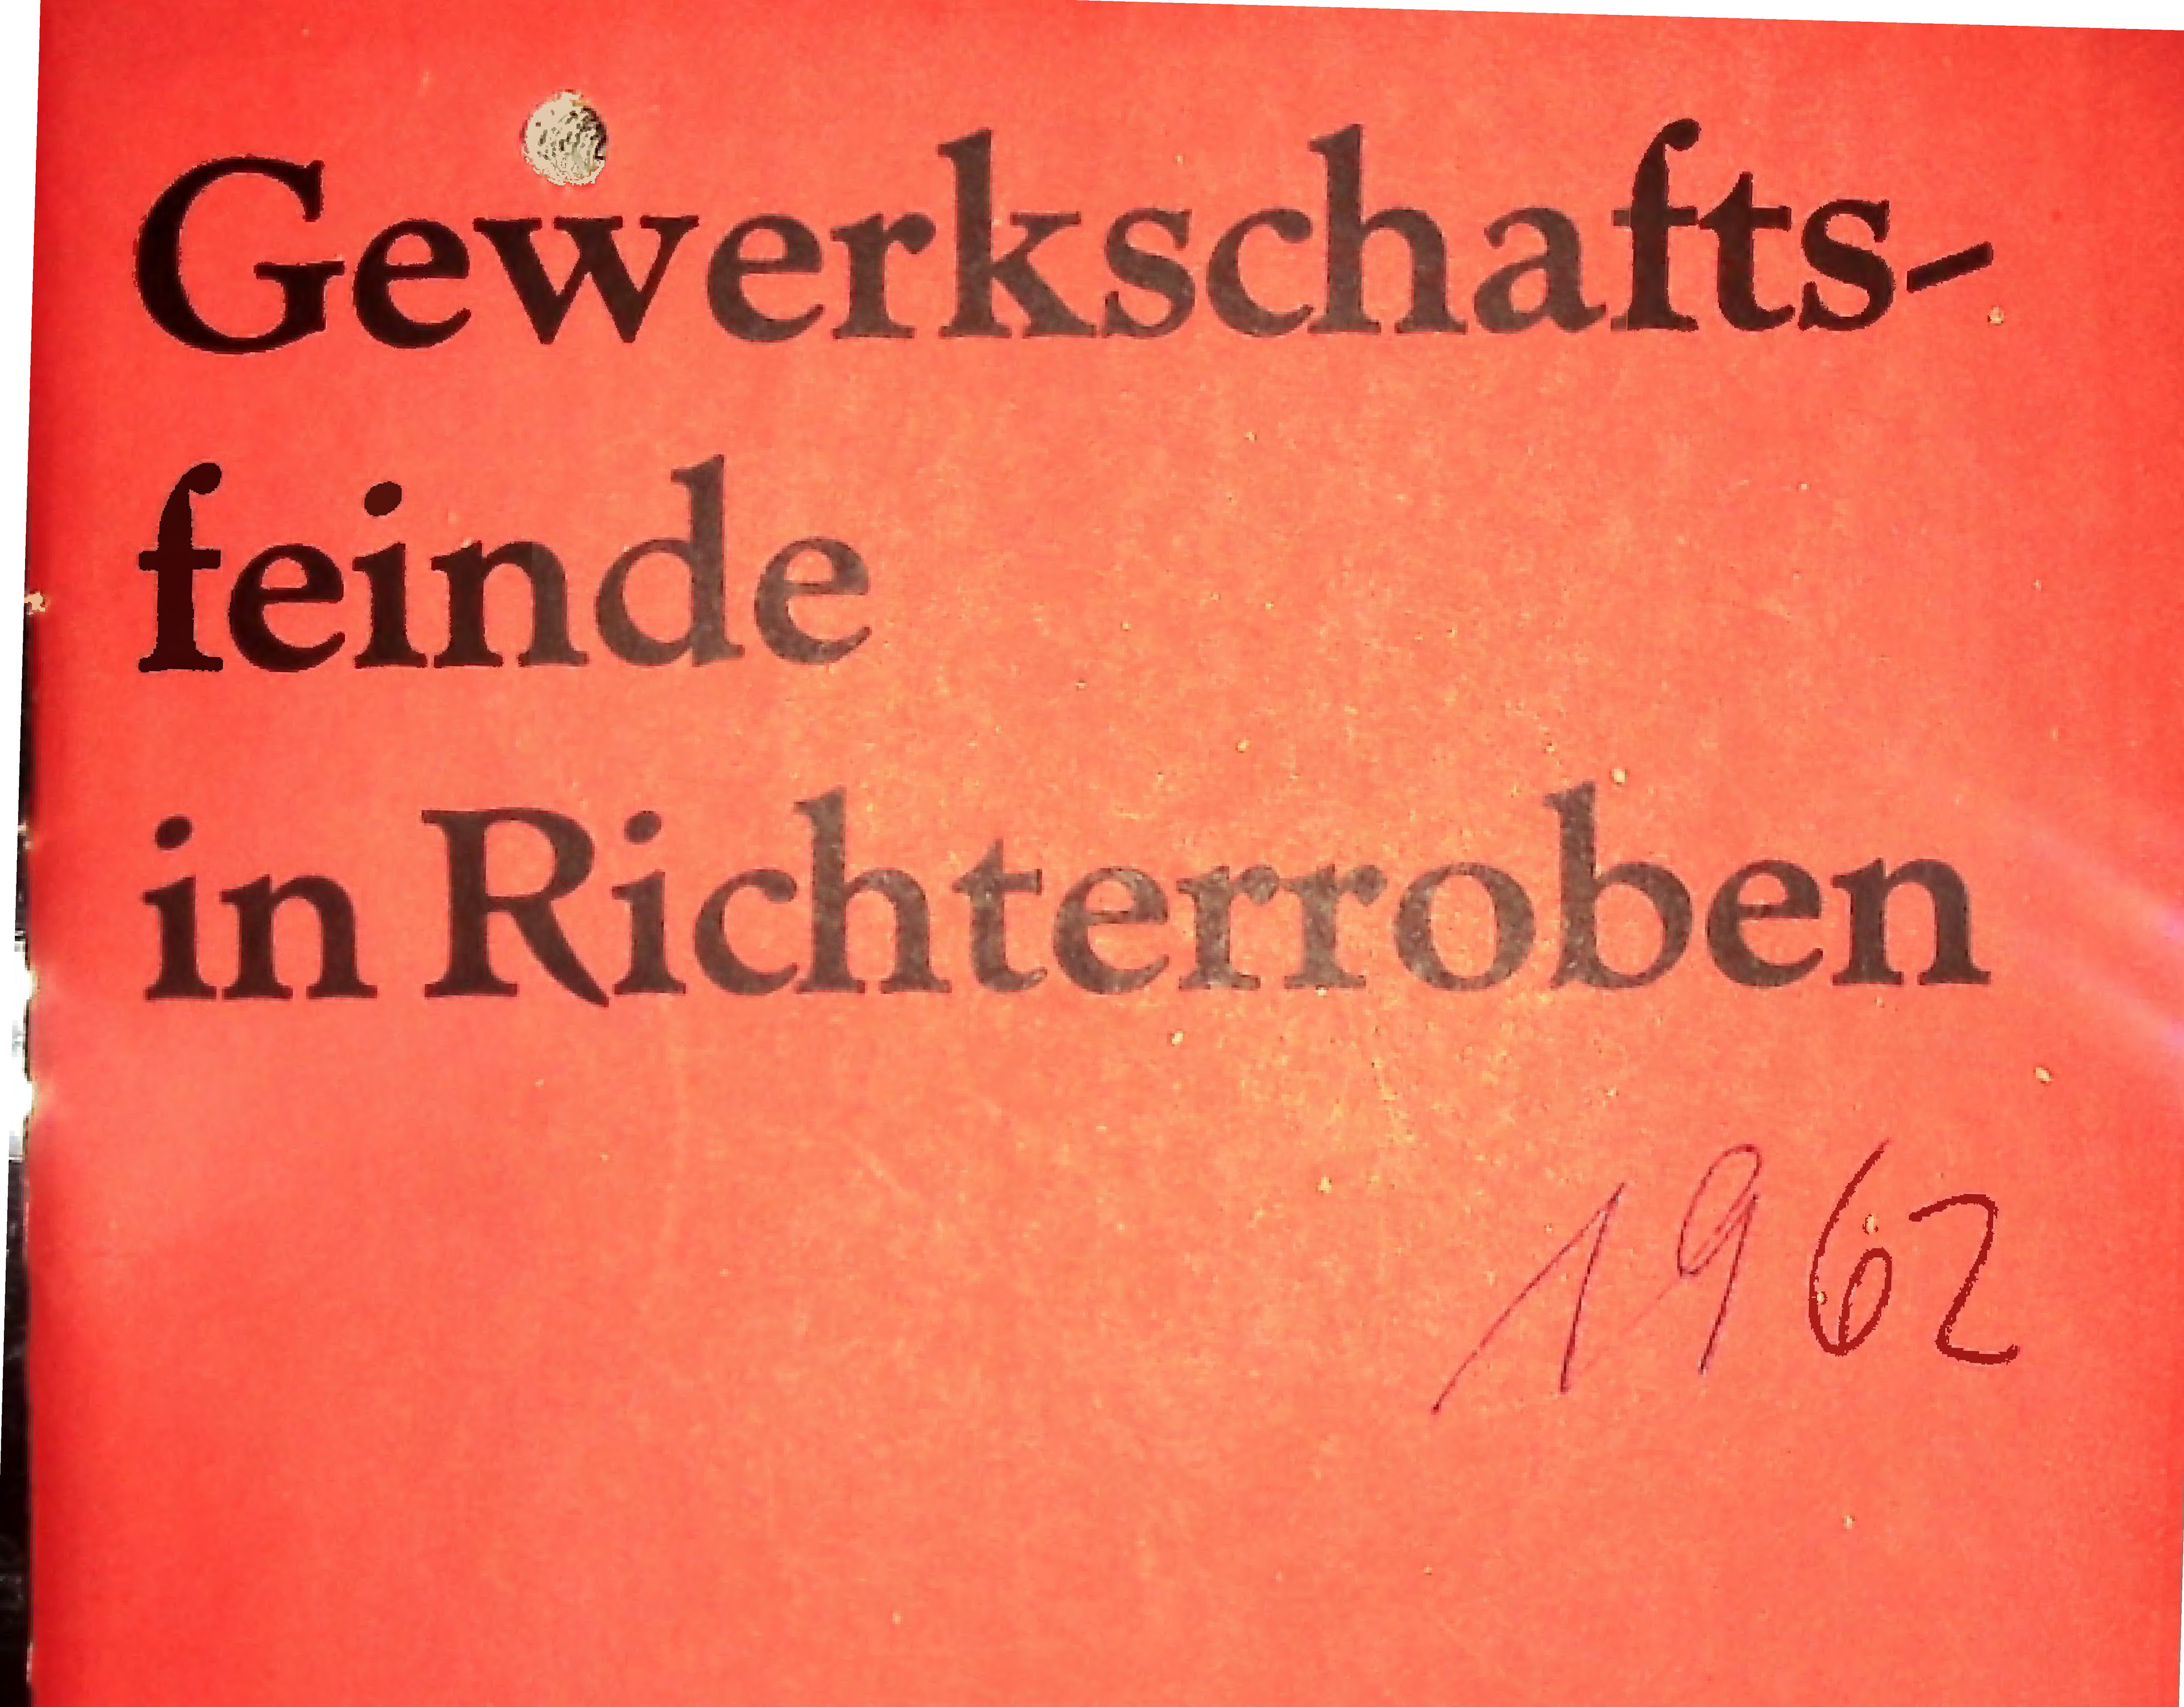 Gewerkschafts-
feinde
in Richterroben
1962